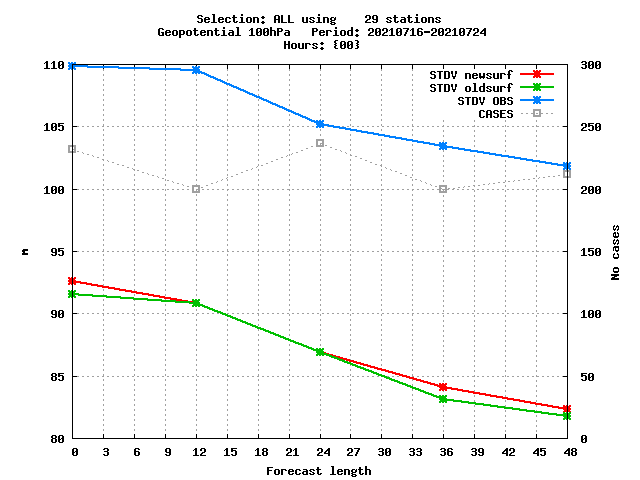 Selection: ALL using    29 stations
Geopotential 100hPa   Period: 20210716-20210724
Hours: {00}
STDV newsurf
STDV oldsurf
STDV OBS
CASES
110
105
100
95
90
85
80
m
300
250
200
150
100
50
0
No cases
0 3 6 9 12 15 18 21 24 27 30 33 36 39 42 45 48
Forecast length